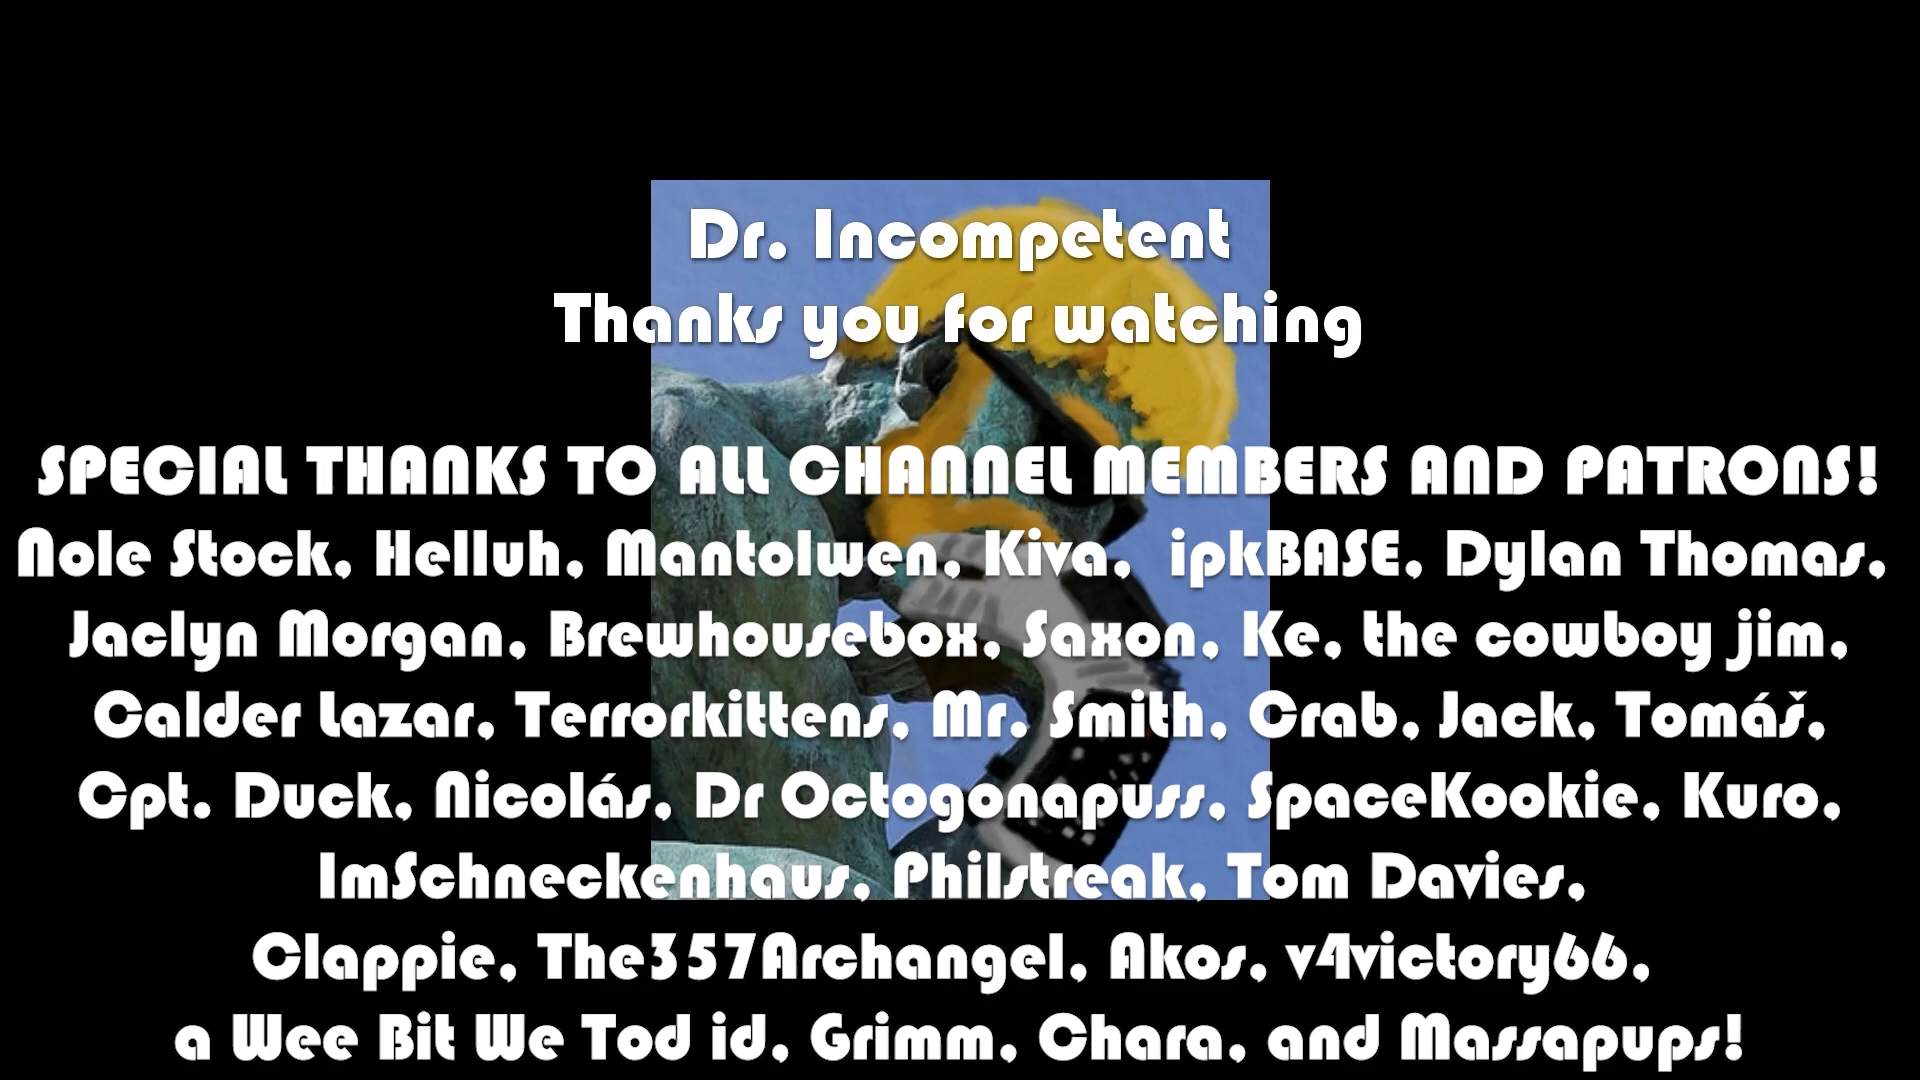 Dr. Incompetent
Thanks you for watching
SPECIAL THANKS TO ALL CHANNEL MEMBERS AND PATRONS!
Nole Stock, Helluh, Mantolwen, Kiva, ipkBASE, Dylan Thomas,
Jaclyn Morgan, Brewhousebox, Saxon, Ke, the cowboy jim,
Calder Lazar, Terrorkittens, Mr. Smith, Crab, Jack, Tomáš,
Cpt. Duck, Nicolás, Dr Octogonapuss, SpaceKookie, Kuro,
ImSchneckenhaus, Philstreak, Tom Davies,
Clappie, The357Archangel, Akos, v4victory66,
a Wee Bit We Tod id, Grimm, Chara, and Massapups!